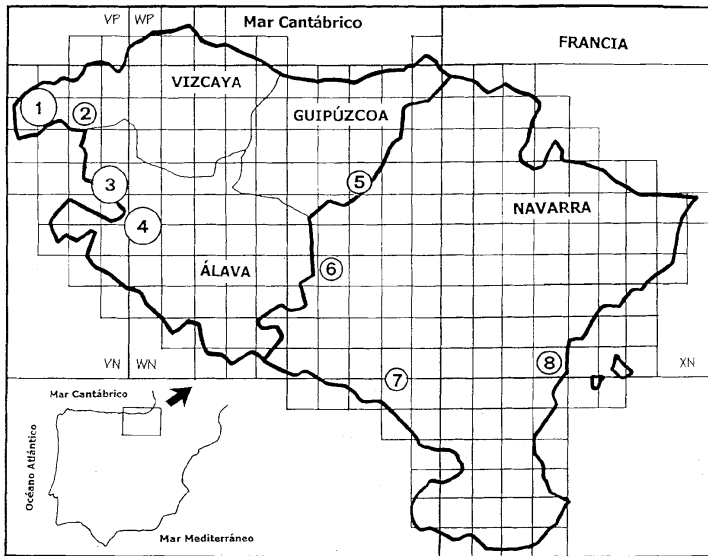 VP WP
Mar Cantábrico
FRANCIA
VIZCAYA
1
2
GUIPÚZCOA
3
5
4
NAVARRA
ÁLAVA
6
VN WN
7
8
XN
Mar Cantábrico
Océano Atlántico
Mar Mediterráneo